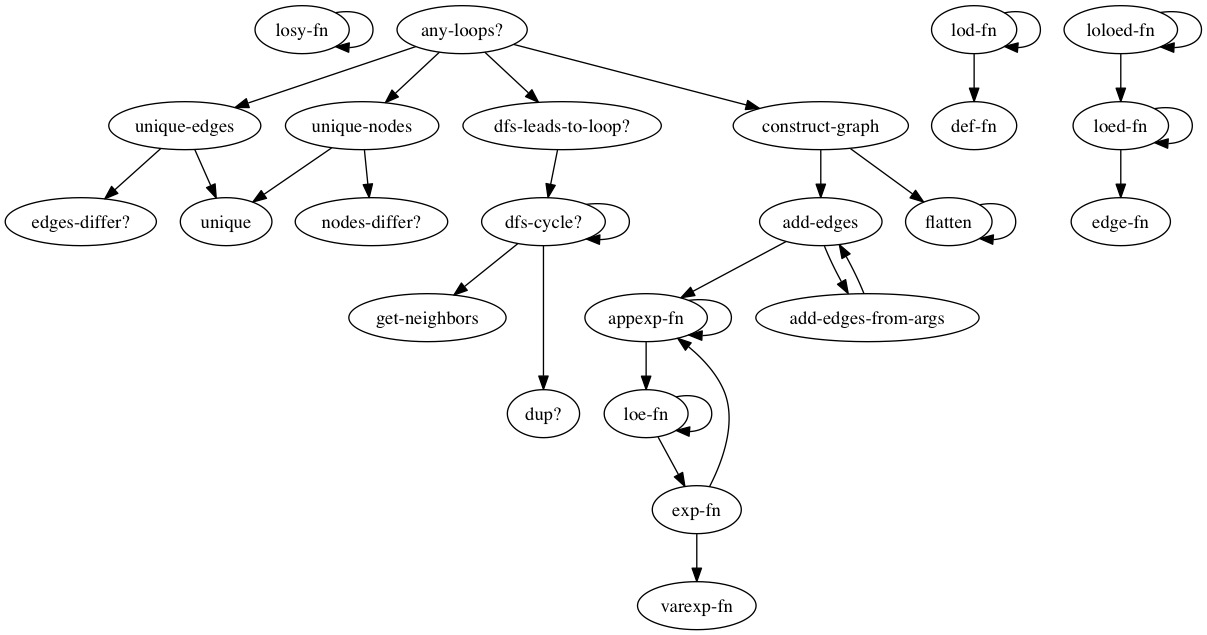 losy-fn
any-loops?
lod-fn
loloed-fn
unique-edges
unique-nodes
dfs-leads-to-loop?
construct-graph
def-fn
loed-fn
edges-differ?
unique
nodes-differ?
dfs-cycle?
add-edges
flatten
edge-fn
get-neighbors
appexp-fn
add-edges-from-args
dup?
loe-fn
exp-fn
varexp-fn